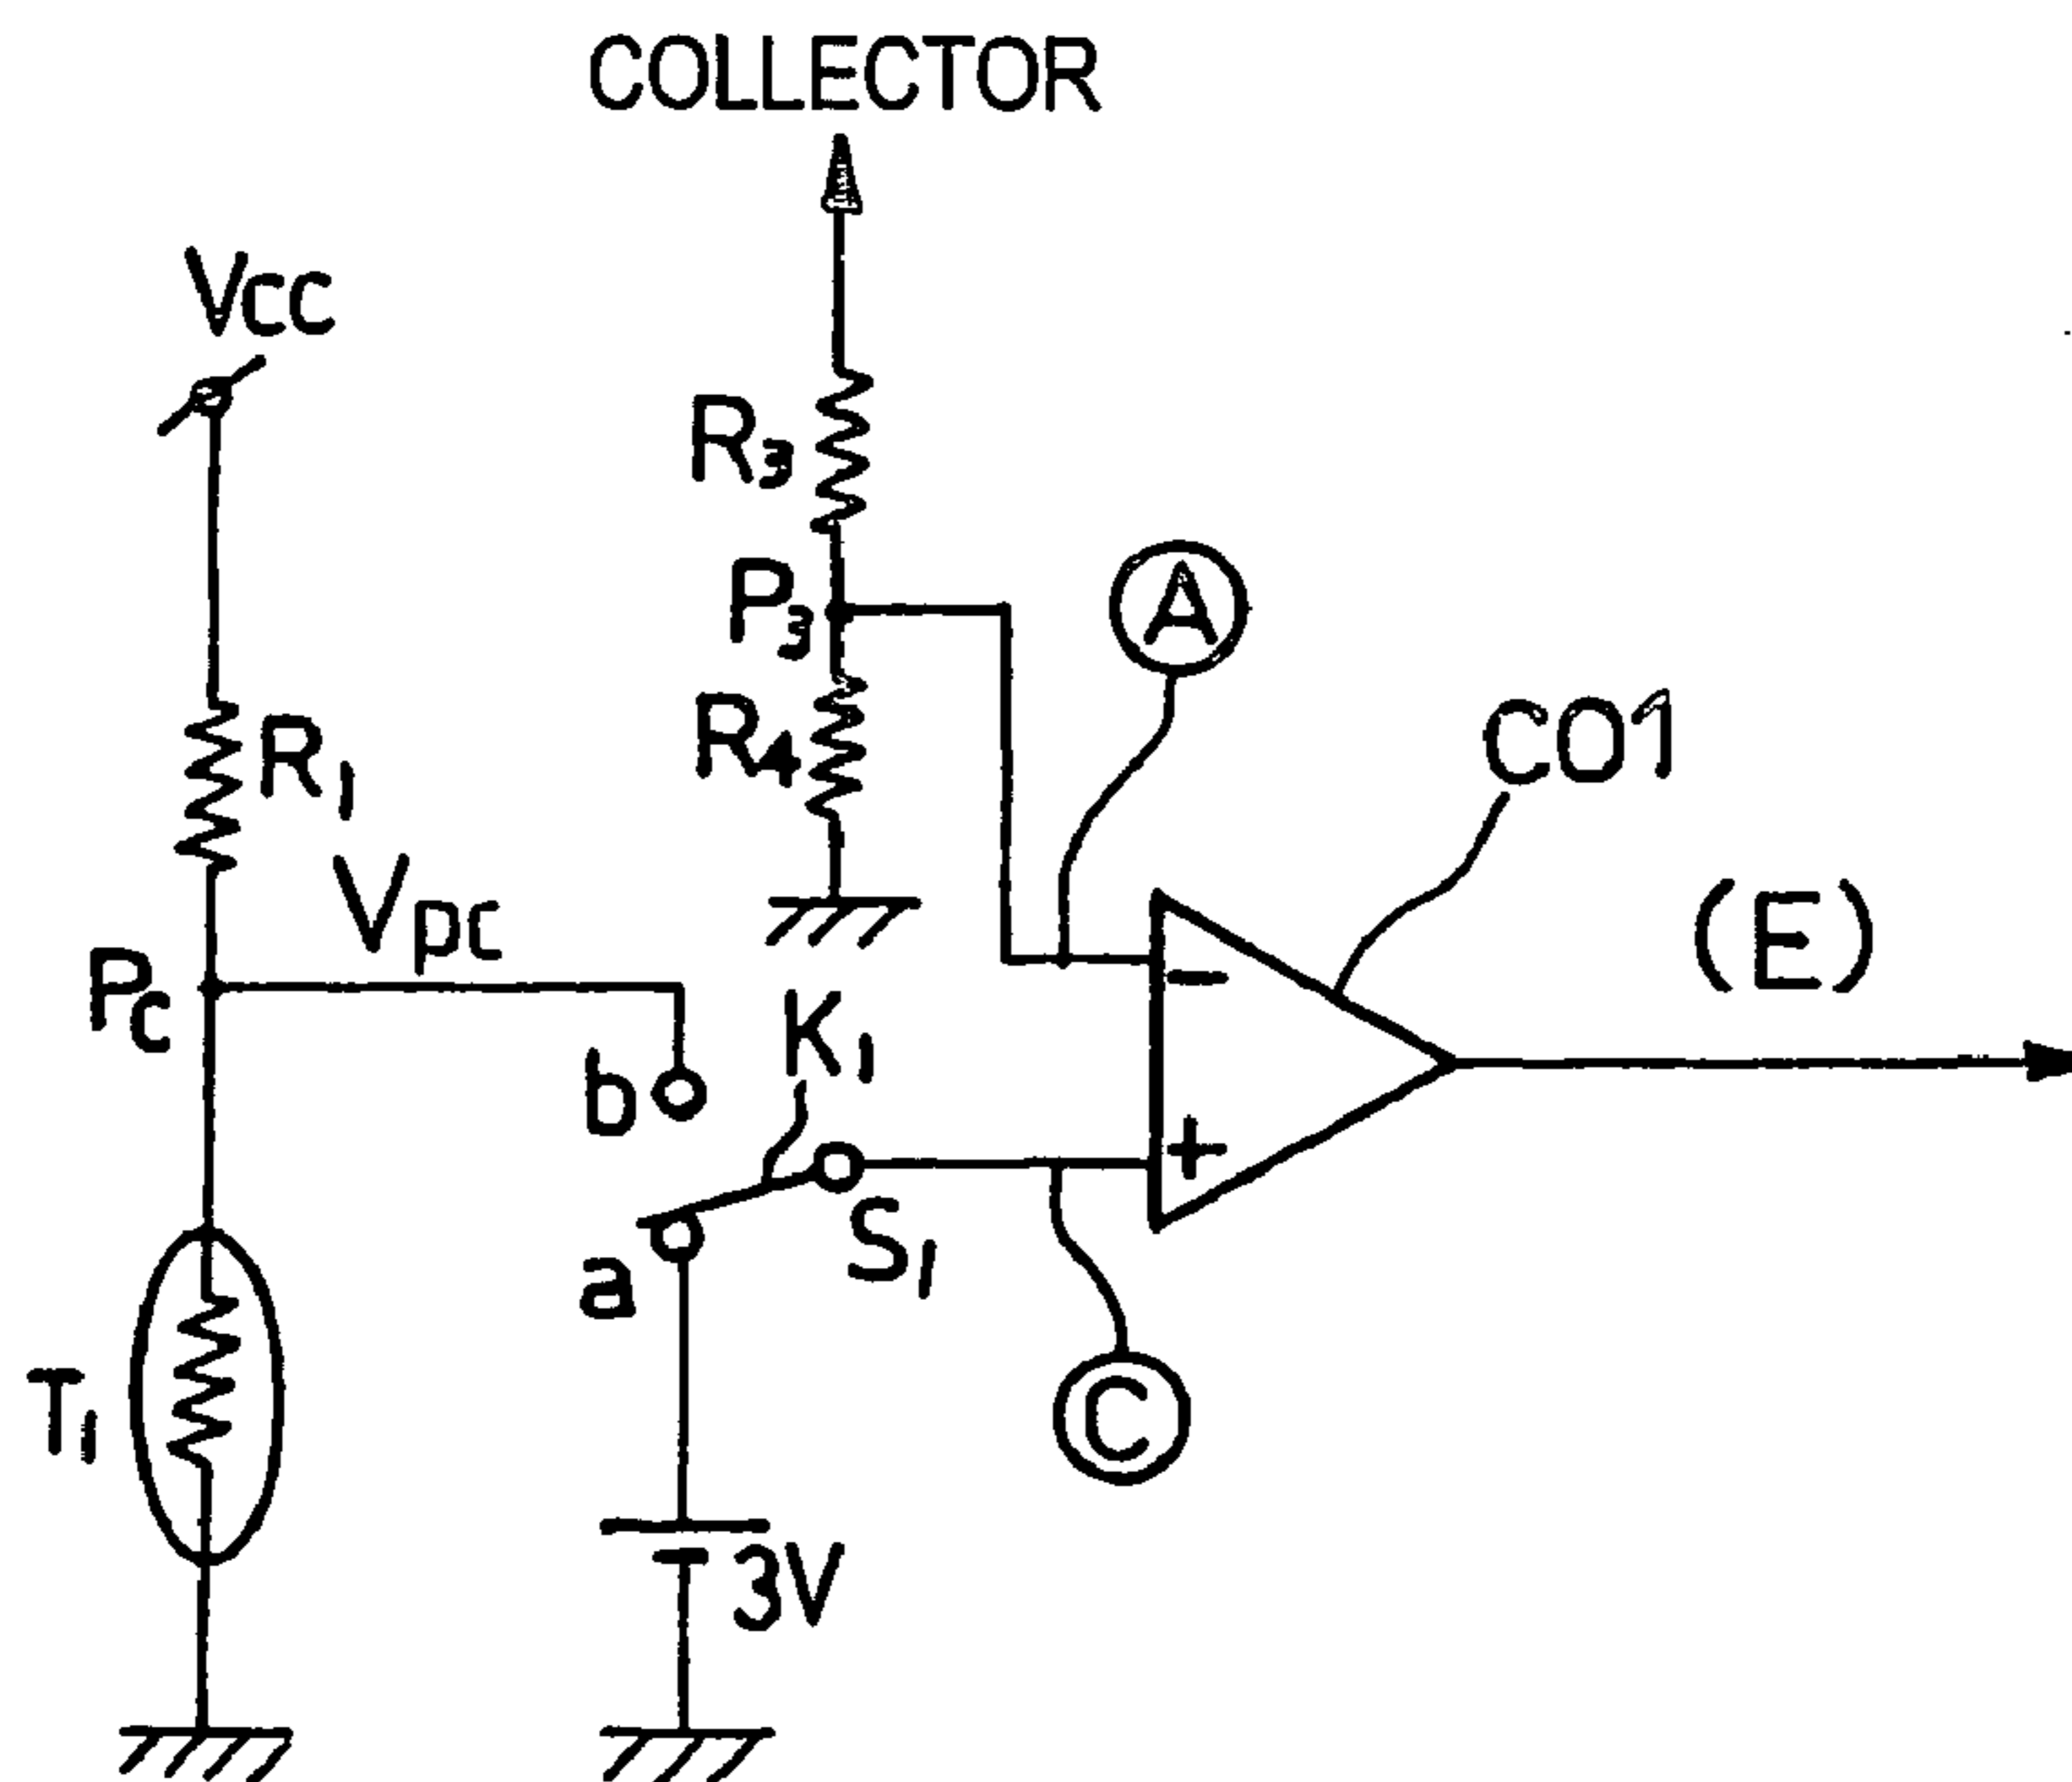 COLLECTOR
Vcc
R3
P3
A
R4
CO1
R1
Vpc
(E)
Pc
K1
b
−
+
S1
a
T1
C
3V